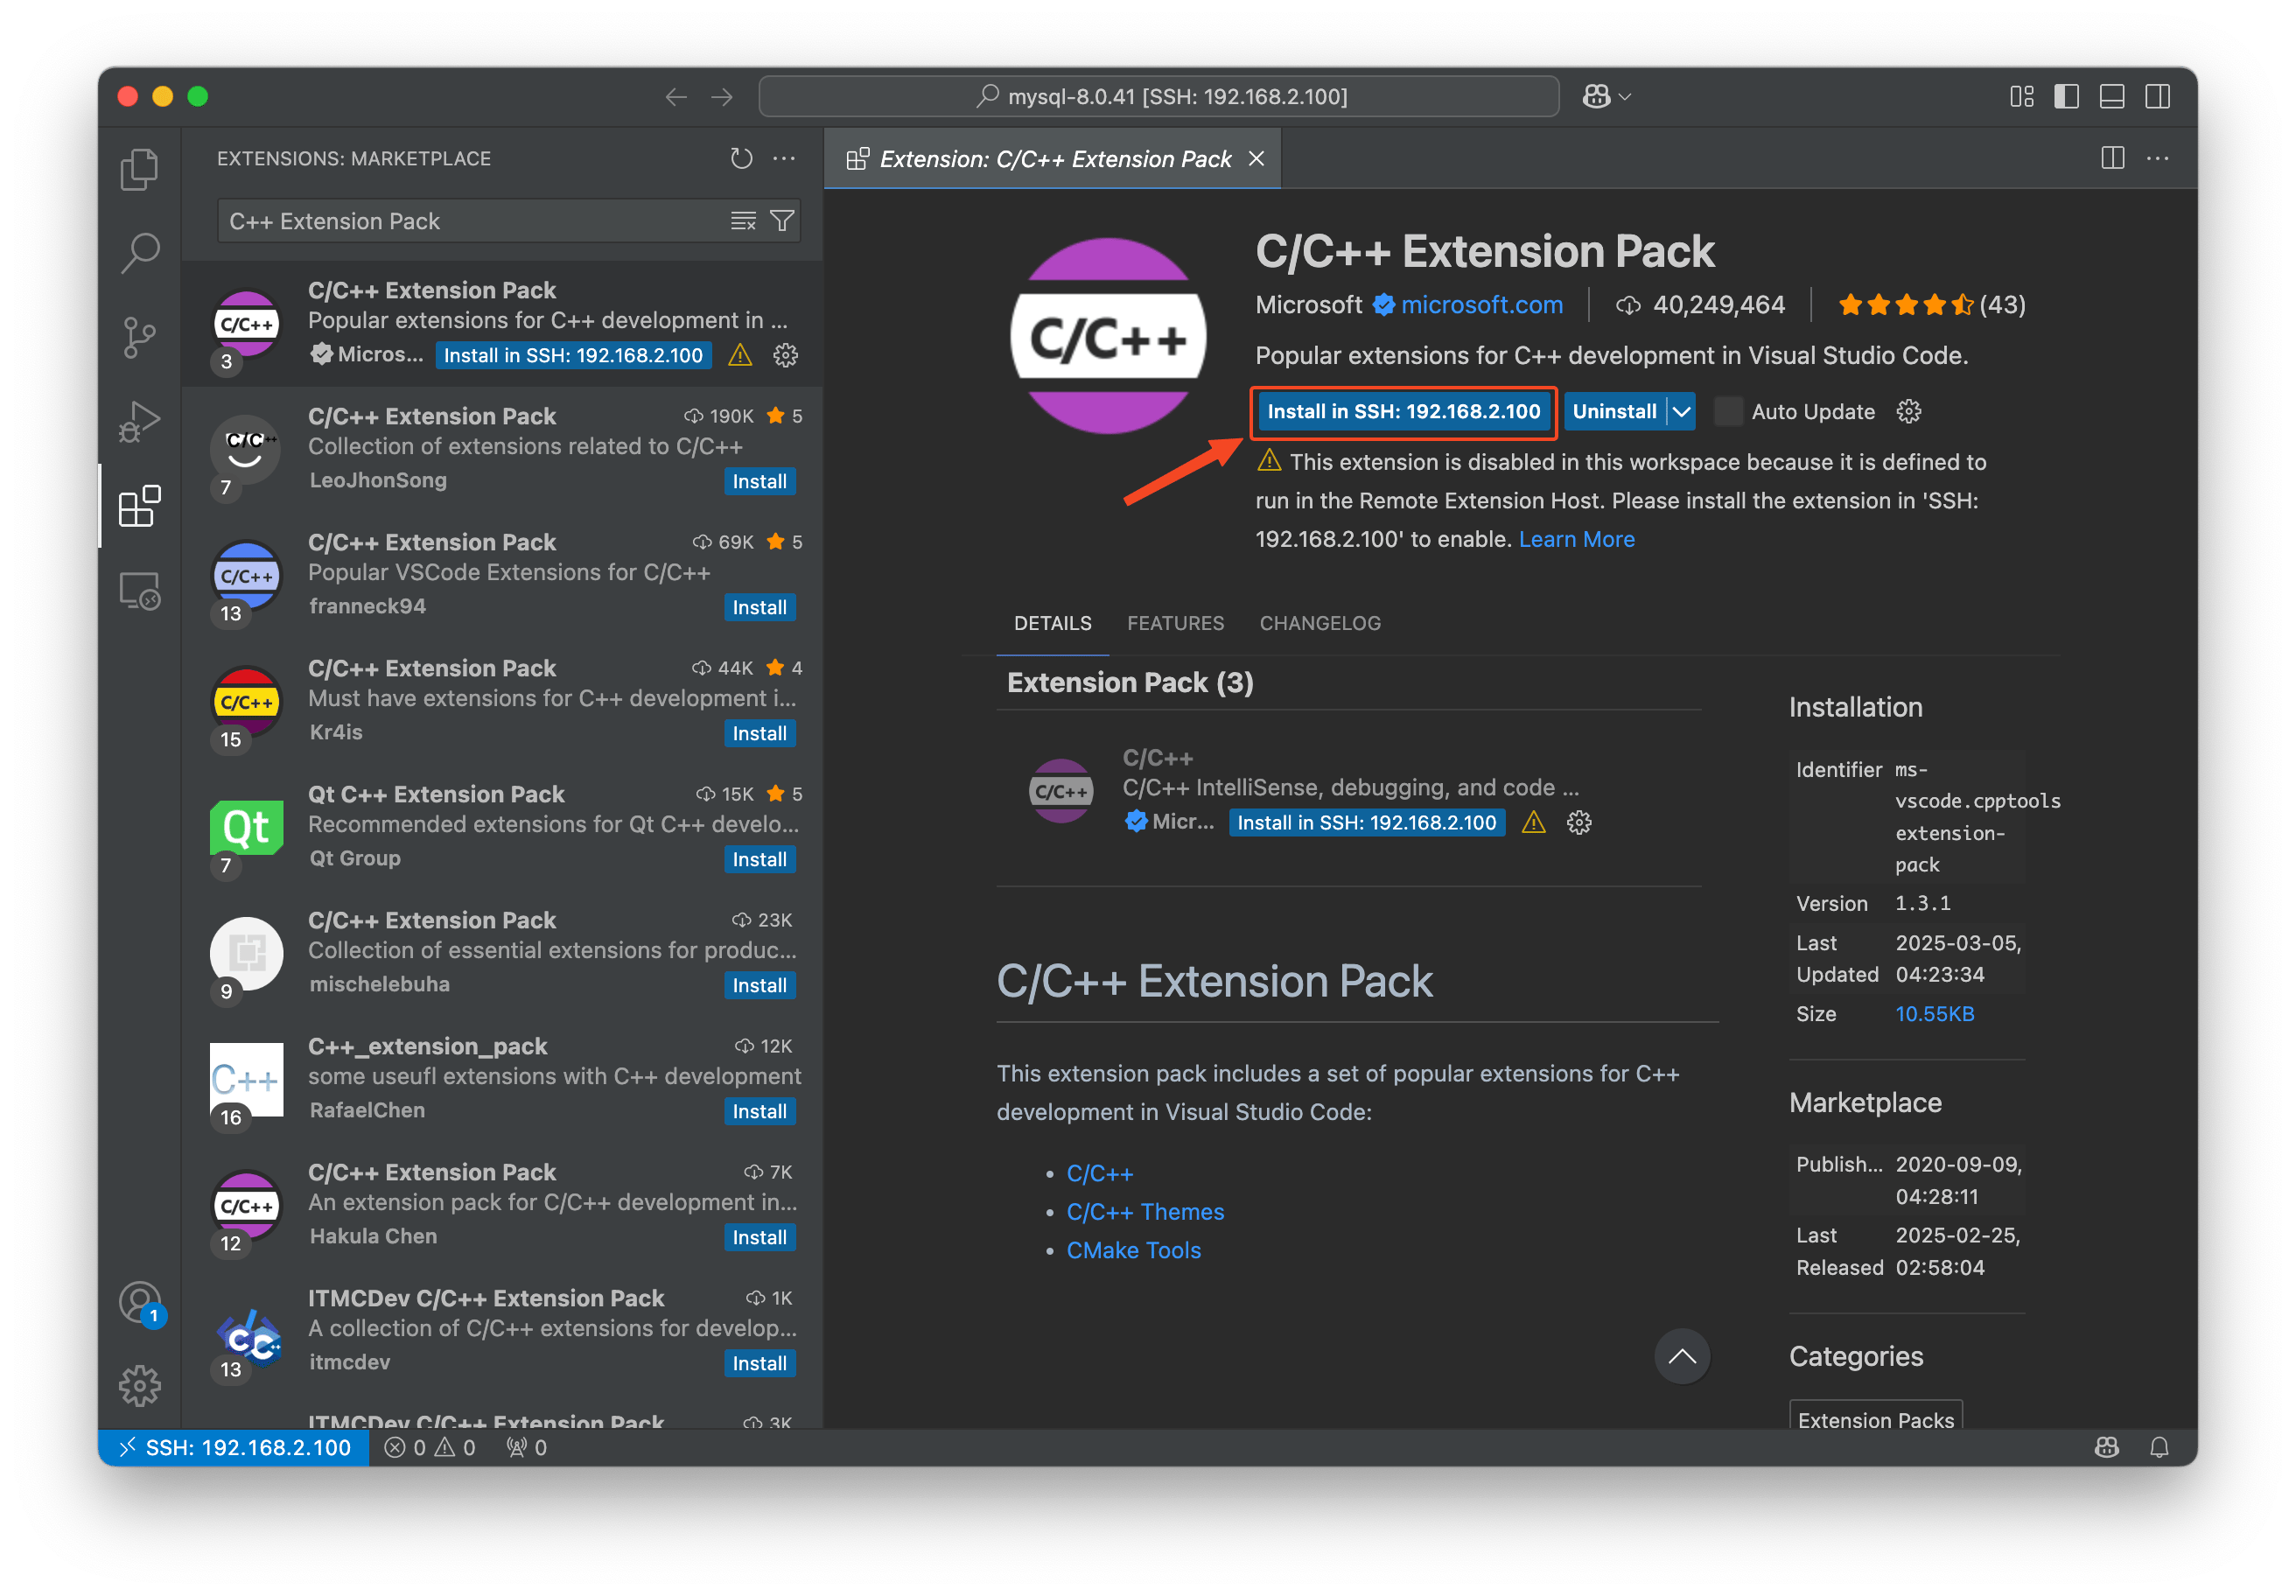 mysql-8.0.41 [SSH: 192.168.2.100]
EXTENSIONS: MARKETPLACE
C++ Extension Pack
C/C++ Extension Pack
Popular extensions for C++ development in ...
C/C++
3
Micros...
Install in SSH: 192.168.2.100
C/C++ Extension Pack
190K
5
Collection of extensions related to C/C++
C/C++
7
LeoJhonSong
Install
C/C++ Extension Pack
69K
5
Popular VSCode Extensions for C/C++
C/C++
13
franneck94
Install
C/C++ Extension Pack
44K
4
Must have extensions for C++ development i...
C/C++
15
Kr4is
Install
Qt C++ Extension Pack
15K
5
Recommended extensions for Qt C++ develo...
Qt
7
Qt Group
Install
C/C++ Extension Pack
23K
Collection of essential extensions for produc...
9
mischelebuha
Install
C++_extension_pack
12K
some useufl extensions with C++ development
C++
16
RafaelChen
Install
C/C++ Extension Pack
7K
An extension pack for C/C++ development in...
C/C++
12
Hakula Chen
Install
ITMCDev C/C++ Extension Pack
1K
A collection of C/C++ extensions for develop...
13
itmcdev
Install
ITMCDev C/C++ Extension Pack
3K
1
Extension: C/C++ Extension Pack
C/C++
C/C++ Extension Pack
Microsoft
microsoft.com
40,249,464
(43)
Popular extensions for C++ development in Visual Studio Code.
Install in SSH: 192.168.2.100
Uninstall
Auto Update
This extension is disabled in this workspace because it is defined to
run in the Remote Extension Host. Please install the extension in 'SSH:
192.168.2.100' to enable. Learn More
DETAILS
FEATURES
CHANGELOG
Extension Pack (3)
C/C++
C/C++
C/C++ IntelliSense, debugging, and code ...
Micr...
Install in SSH: 192.168.2.100
C/C++ Extension Pack
This extension pack includes a set of popular extensions for C++
development in Visual Studio Code:
C/C++
C/C++ Themes
CMake Tools
Installation
Identifier
ms-
vscode.cpptools
extension-
pack
Version
1.3.1
Last
Updated
2025-03-05,
04:23:34
Size
10.55KB
Marketplace
Publish...
2020-09-09,
04:28:11
Last
Released
2025-02-25,
02:58:04
Categories
Extension Packs
SSH: 192.168.2.100
0
0
0